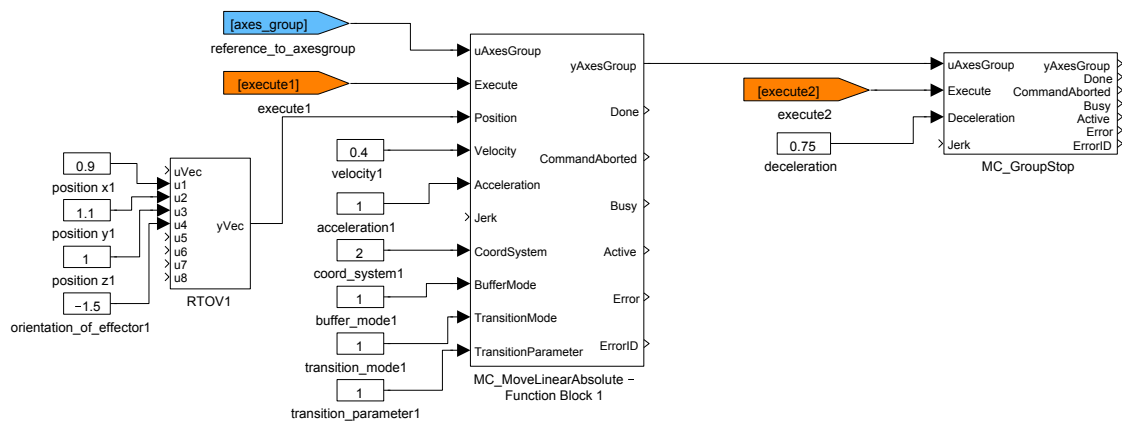 [axes_group]
reference_to_axesgroup
[execute1]
execute1
0.9
position x1
1.1
position y1
1
position z1
−1.5
orientation_of_effector1
uVec
u1
u2
u3
u4
u5
u6
u7
u8
yVec
RTOV1
0.4
velocity1
1
acceleration1
2
coord_system1
1
buffer_mode1
1
transition_mode1
1
transition_parameter1
uAxesGroup
Execute
Position
Velocity
Acceleration
Jerk
CoordSystem
BufferMode
TransitionMode
TransitionParameter
yAxesGroup
Done
CommandAborted
Busy
Active
Error
ErrorID
MC_MoveLinearAbsolute −
Function Block 1
[execute2]
execute2
0.75
deceleration
uAxesGroup
Execute
Deceleration
Jerk
yAxesGroup
Done
CommandAborted
Busy
Active
Error
ErrorID
MC_GroupStop